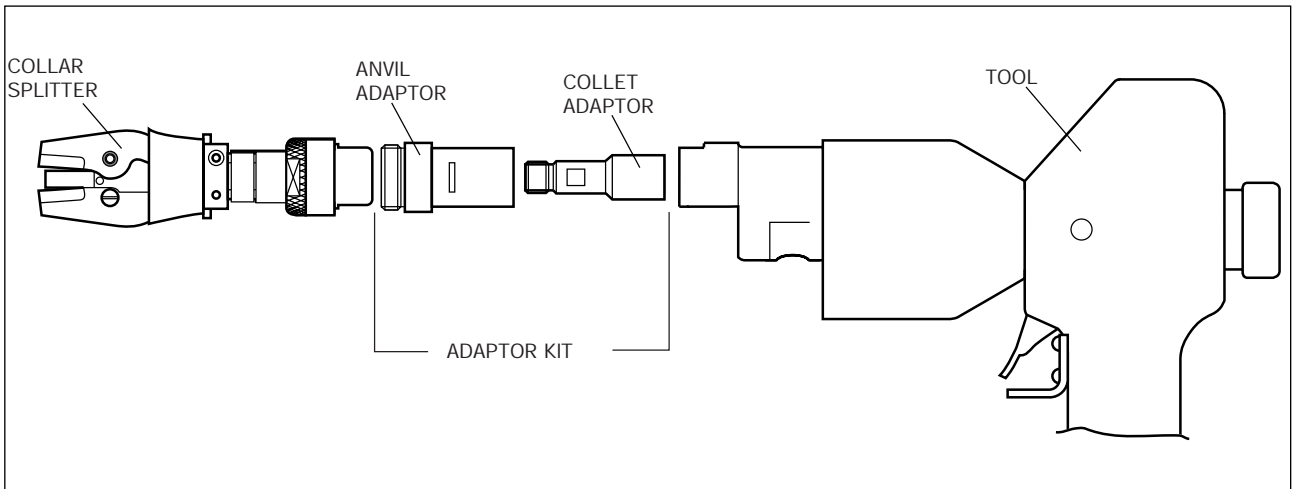 COLLAR
SPLITTER
ANVIL
ADAPTOR
COLLET
ADAPTOR
TOOL
ADAPTOR KIT